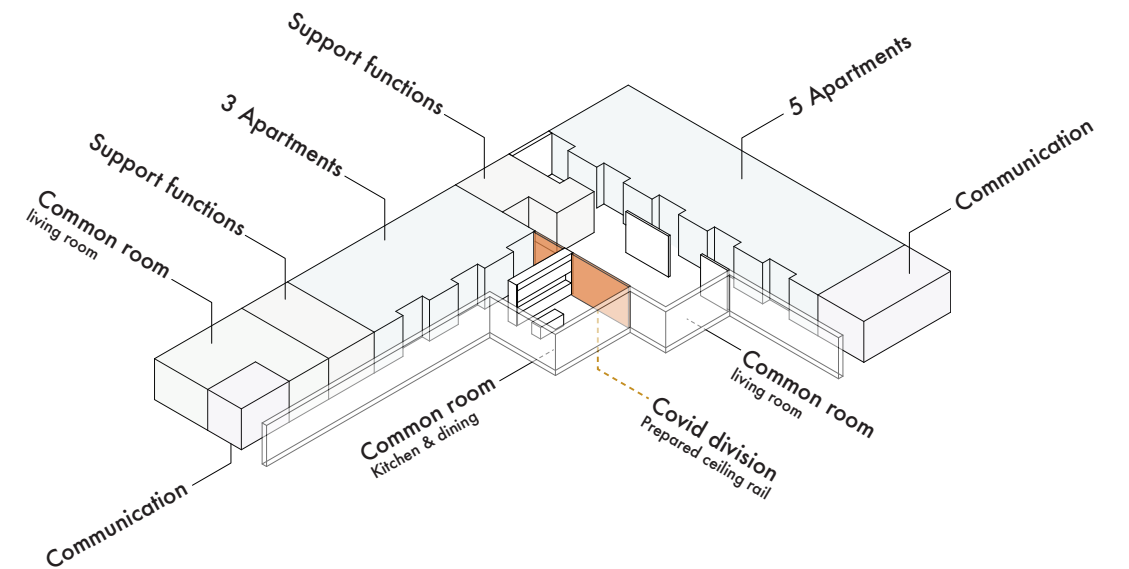 Support functions
5 Apartments
3 Apartments
Support functions
Communication
Common room
living room
Common room
living room
Common room
Kitchen & dining
Covid division
Prepared ceiling rail
Communication